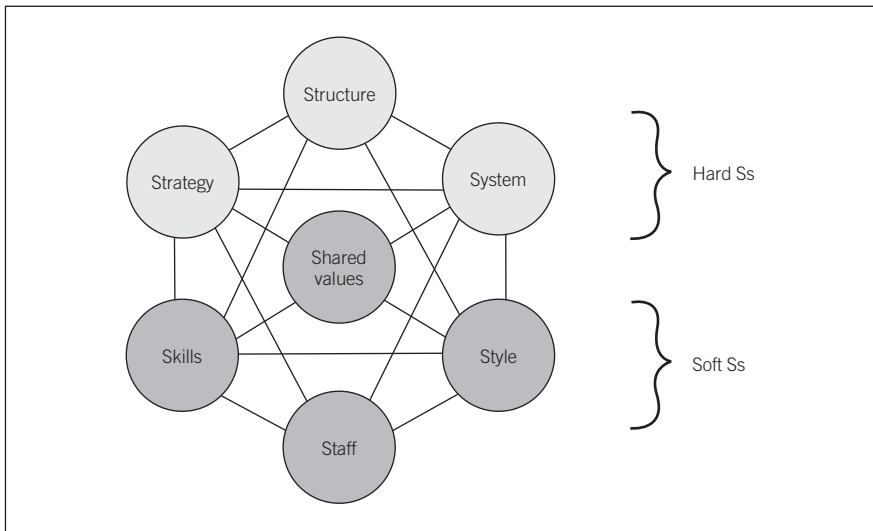 Structure
Strategy
System
Hard Ss
Shared
values
Skills
Style
Soft Ss
Staff